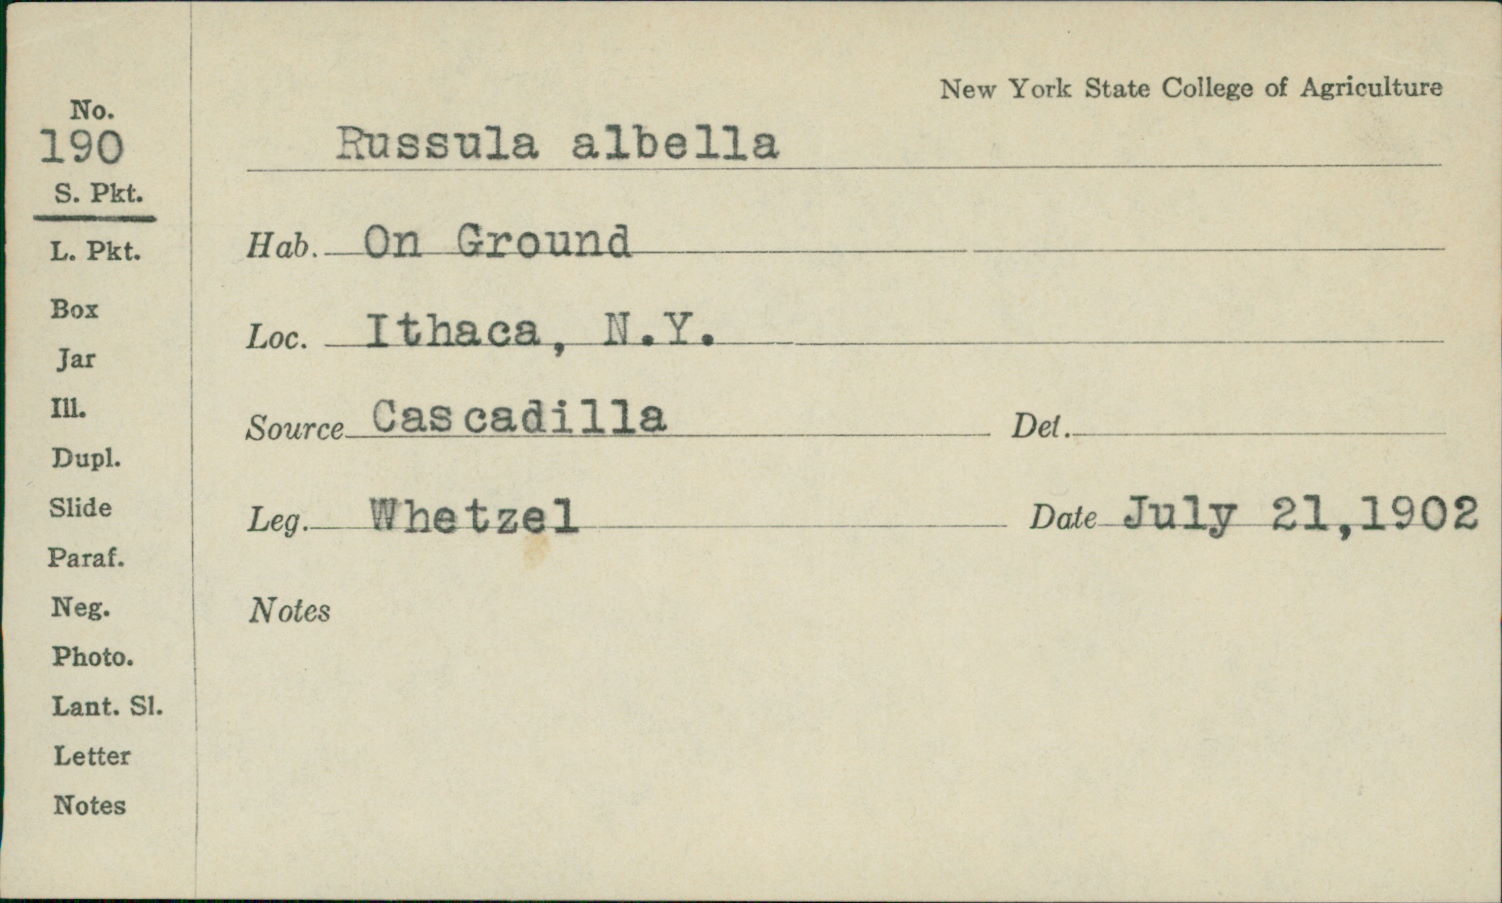 New York State College of Agriculture
No.
190
S. Pkt.
L. Pkt.
Box
Jar
Ill.
Dupl.
Slide
Paraf.
Neg.
Photo.
Lant. Sl.
Letter
Notes
Russula albella
Hab. On Ground
Loc. Ithaca, N.Y.
Source Cascadilla Det.
Leg. Whetzel Date July 21,1902
Notes